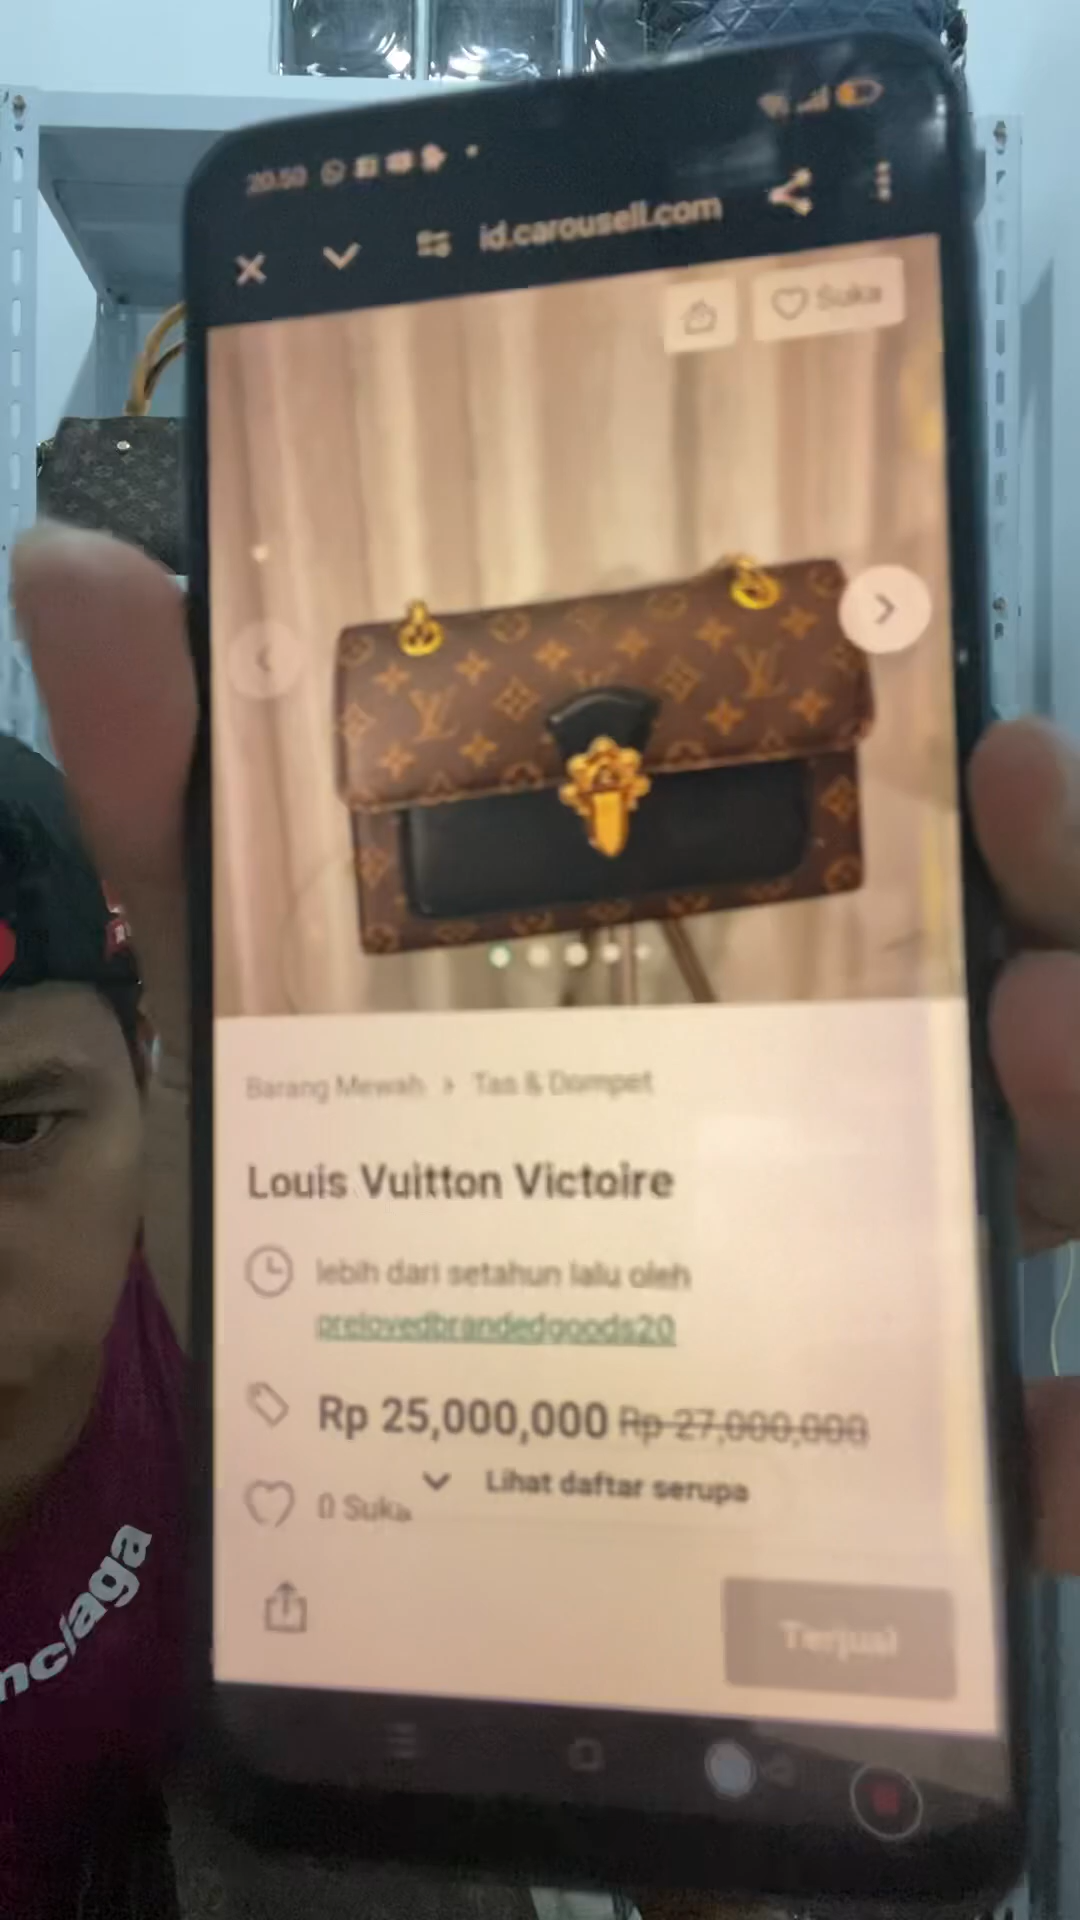 20:50
id.carousell.com
Suka
Barang Mewah > Tas & Dompet
Louis Vuitton Victoire
lebih dari setahun lalu oleh
prelovedbrandedgoods20
Rp 25,000,000 Rp 27,000,000
Lihat daftar serupa
0 Suka
Terjual